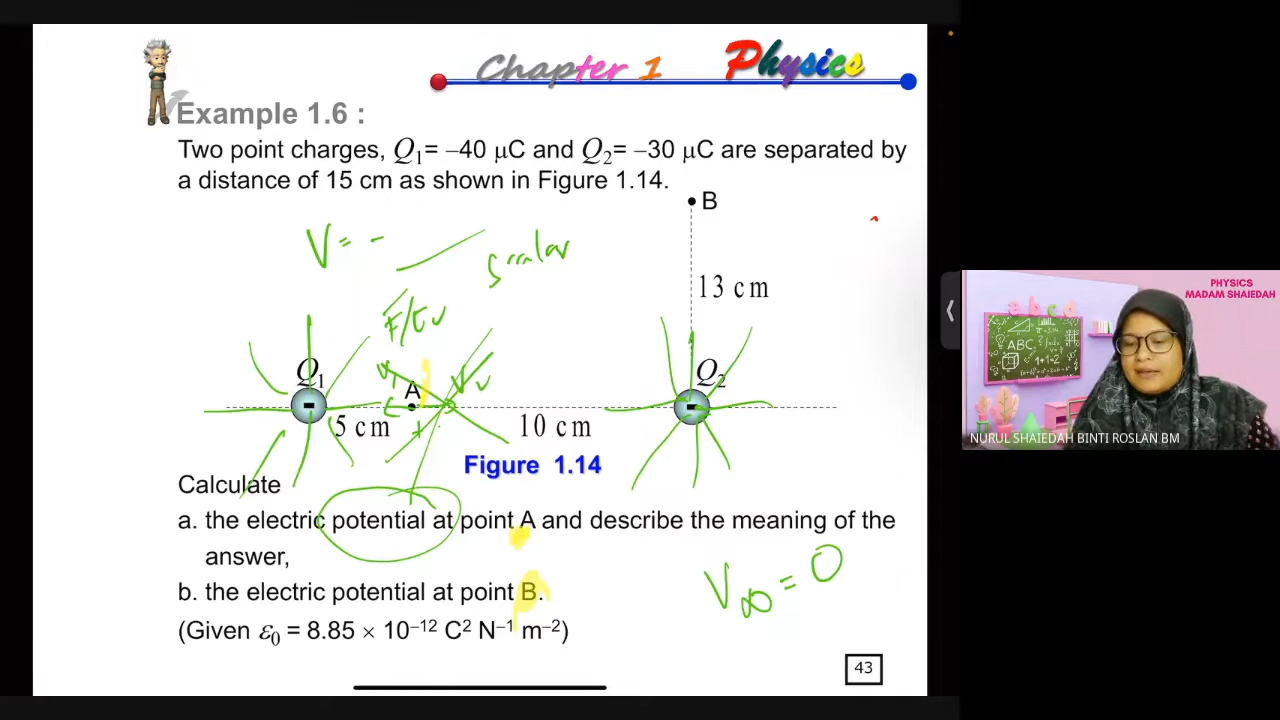 Chapter 1 Physics
Example 1.6 :
Two point charges, Q₁= –40 μC and Q₂= –30 μC are separated by
a distance of 15 cm as shown in Figure 1.14.
B
V = -
scalar
13 cm
Q₁
A
Q₂
5 cm
+
10 cm
Figure 1.14
Calculate
a. the electric potential at point A and describe the meaning of the
answer,
b. the electric potential at point B.
V∞ = 0
(Given ε₀ = 8.85 × 10⁻¹² C² N⁻¹ m⁻²)
43
PHYSICS
MADAM SHAIEDAH
a b c d
ABC
1+1=2
NURUL SHAIEDAH BINTI ROSLAN BM